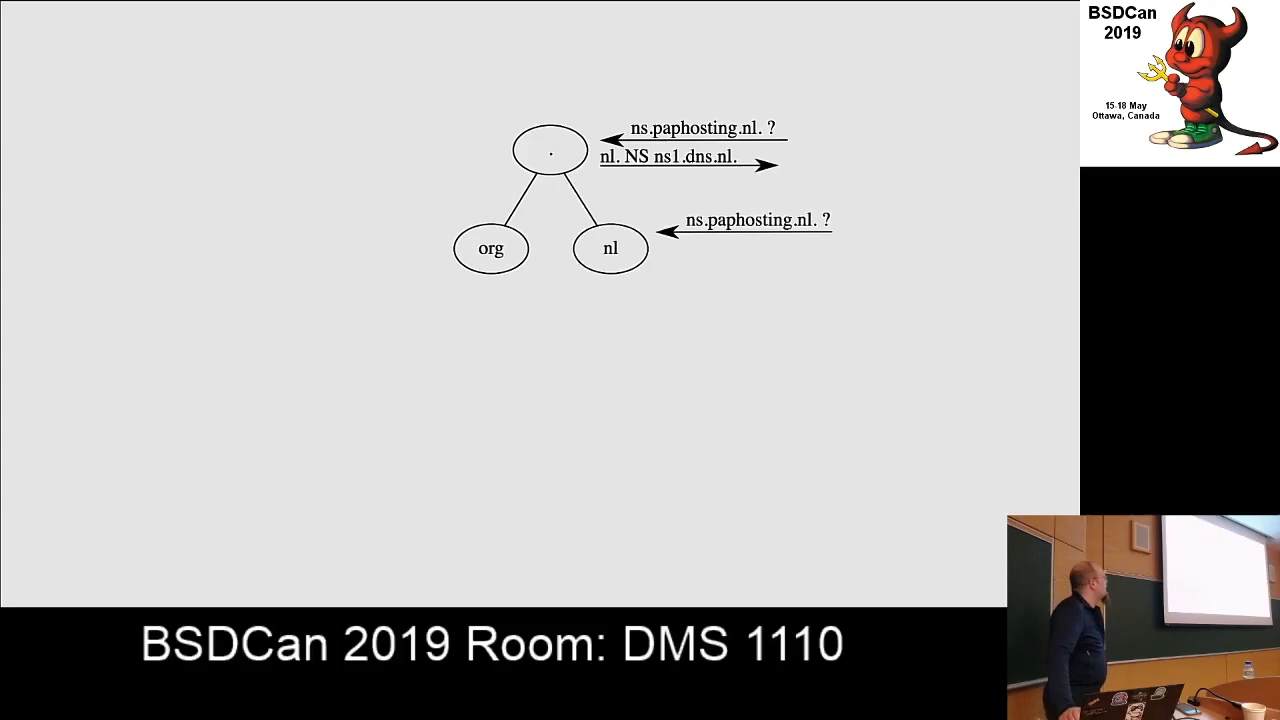 BSDCan
2019
15-18 May
Ottawa, Canada
ns.paphosting.nl. ?
.
nl. NS ns1.dns.nl.
ns.paphosting.nl. ?
org
nl
BSDCan 2019 Room: DMS 1110